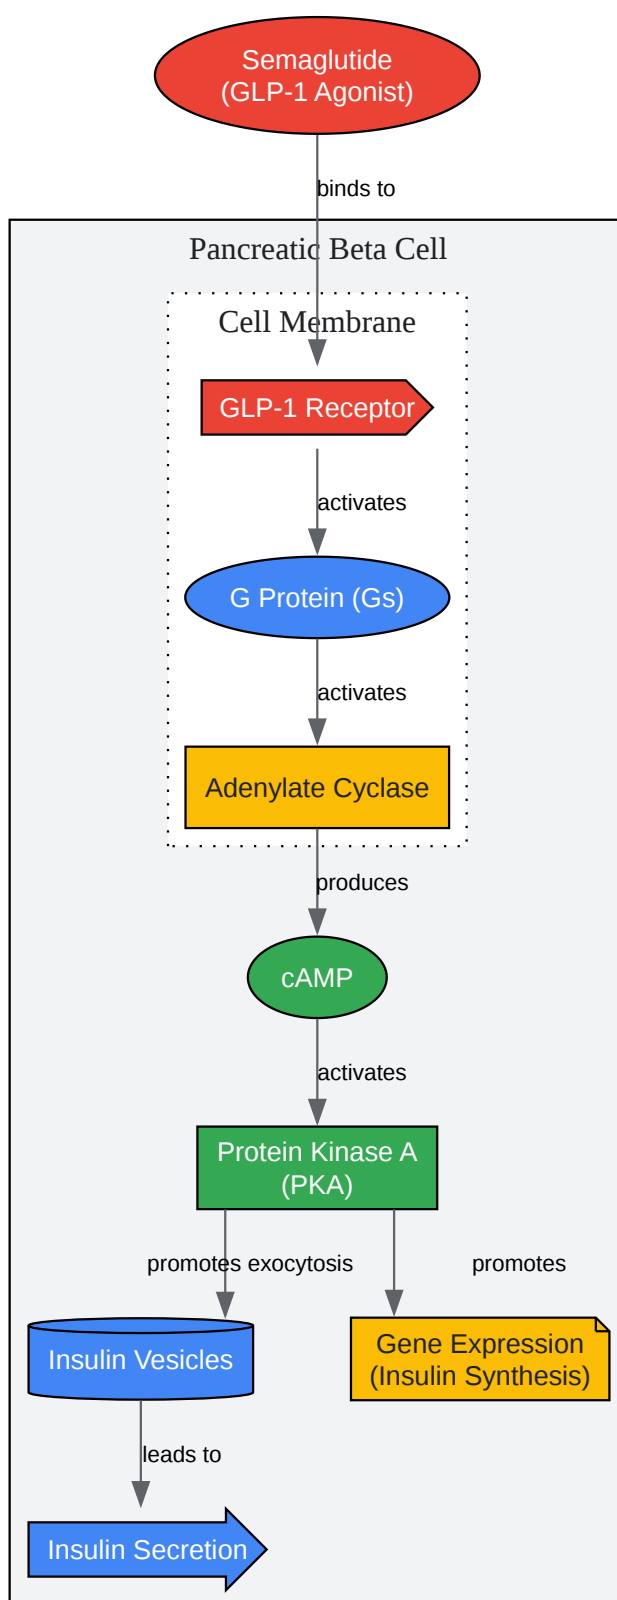 Semaglutide
(GLP-1 Agonist)
binds to
Pancreatic Beta Cell
Cell Membrane
GLP-1 Receptor
activates
G Protein (Gs)
activates
Adenylate Cyclase
produces
cAMP
activates
Protein Kinase A
(PKA)
promotes exocytosis
promotes
Insulin Vesicles
Gene Expression
(Insulin Synthesis)
leads to
Insulin Secretion